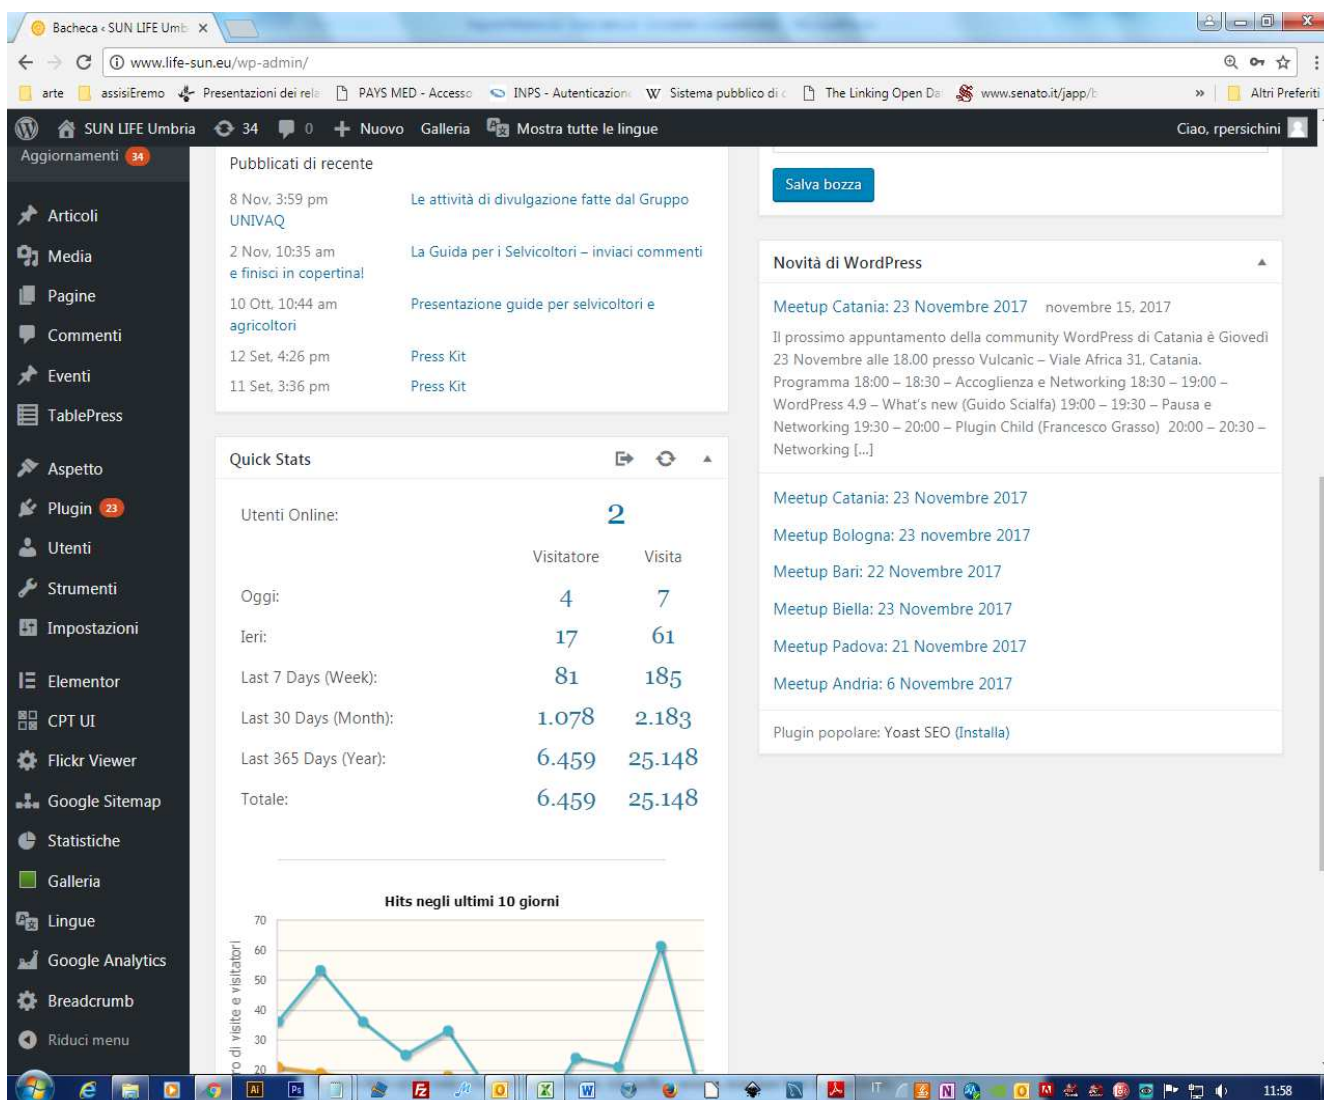 Bacheca ‹ SUN LIFE Umb
www.life-sun.eu/wp-admin/
arte assisiEremo Presentazioni dei rela PAYS MED - Accesso INPS - Autenticazion Sistema pubblico di c The Linking Open Da www.senato.it/japp/b » Altri Preferiti
SUN LIFE Umbria 34 0 + Nuovo Galleria Mostra tutte le lingue Ciao, rpersichini
Aggiornamenti 34
Articoli
Media
Pagine
Commenti
Eventi
TablePress
Aspetto
Plugin 23
Utenti
Strumenti
Impostazioni
Elementor
CPT UI
Flickr Viewer
Google Sitemap
Statistiche
Galleria
Lingue
Google Analytics
Breadcrumb
Riduci menu
Pubblicati di recente
8 Nov, 3:59 pm Le attività di divulgazione fatte dal Gruppo
UNIVAQ
2 Nov, 10:35 am La Guida per i Selvicoltori – inviaci commenti
e finisci in copertina!
10 Ott, 10:44 am Presentazione guide per selvicoltori e
agricoltori
12 Set, 4:26 pm Press Kit
11 Set, 3:36 pm Press Kit
Quick Stats
Utenti Online: 2
Visitatore Visita
Oggi: 4 7
Ieri: 17 61
Last 7 Days (Week): 81 185
Last 30 Days (Month): 1.078 2.183
Last 365 Days (Year): 6.459 25.148
Totale: 6.459 25.148
Hits negli ultimi 10 giorni
70
60
50
40
30
20
ro di visite e visitatori
Salva bozza
Novità di WordPress
Meetup Catania: 23 Novembre 2017 novembre 15, 2017
Il prossimo appuntamento della community WordPress di Catania è Giovedì
23 Novembre alle 18.00 presso Vulcanìc – Viale Africa 31, Catania.
Programma 18:00 – 18:30 – Accoglienza e Networking 18:30 – 19:00 –
WordPress 4.9 – What's new (Guido Scialfa) 19:00 – 19:30 – Pausa e
Networking 19:30 – 20:00 – Plugin Child (Francesco Grasso) 20:00 – 20:30 –
Networking [...]
Meetup Catania: 23 Novembre 2017
Meetup Bologna: 23 novembre 2017
Meetup Bari: 22 Novembre 2017
Meetup Biella: 23 Novembre 2017
Meetup Padova: 21 Novembre 2017
Meetup Andria: 6 Novembre 2017
Plugin popolare: Yoast SEO (Installa)
IT 11:58